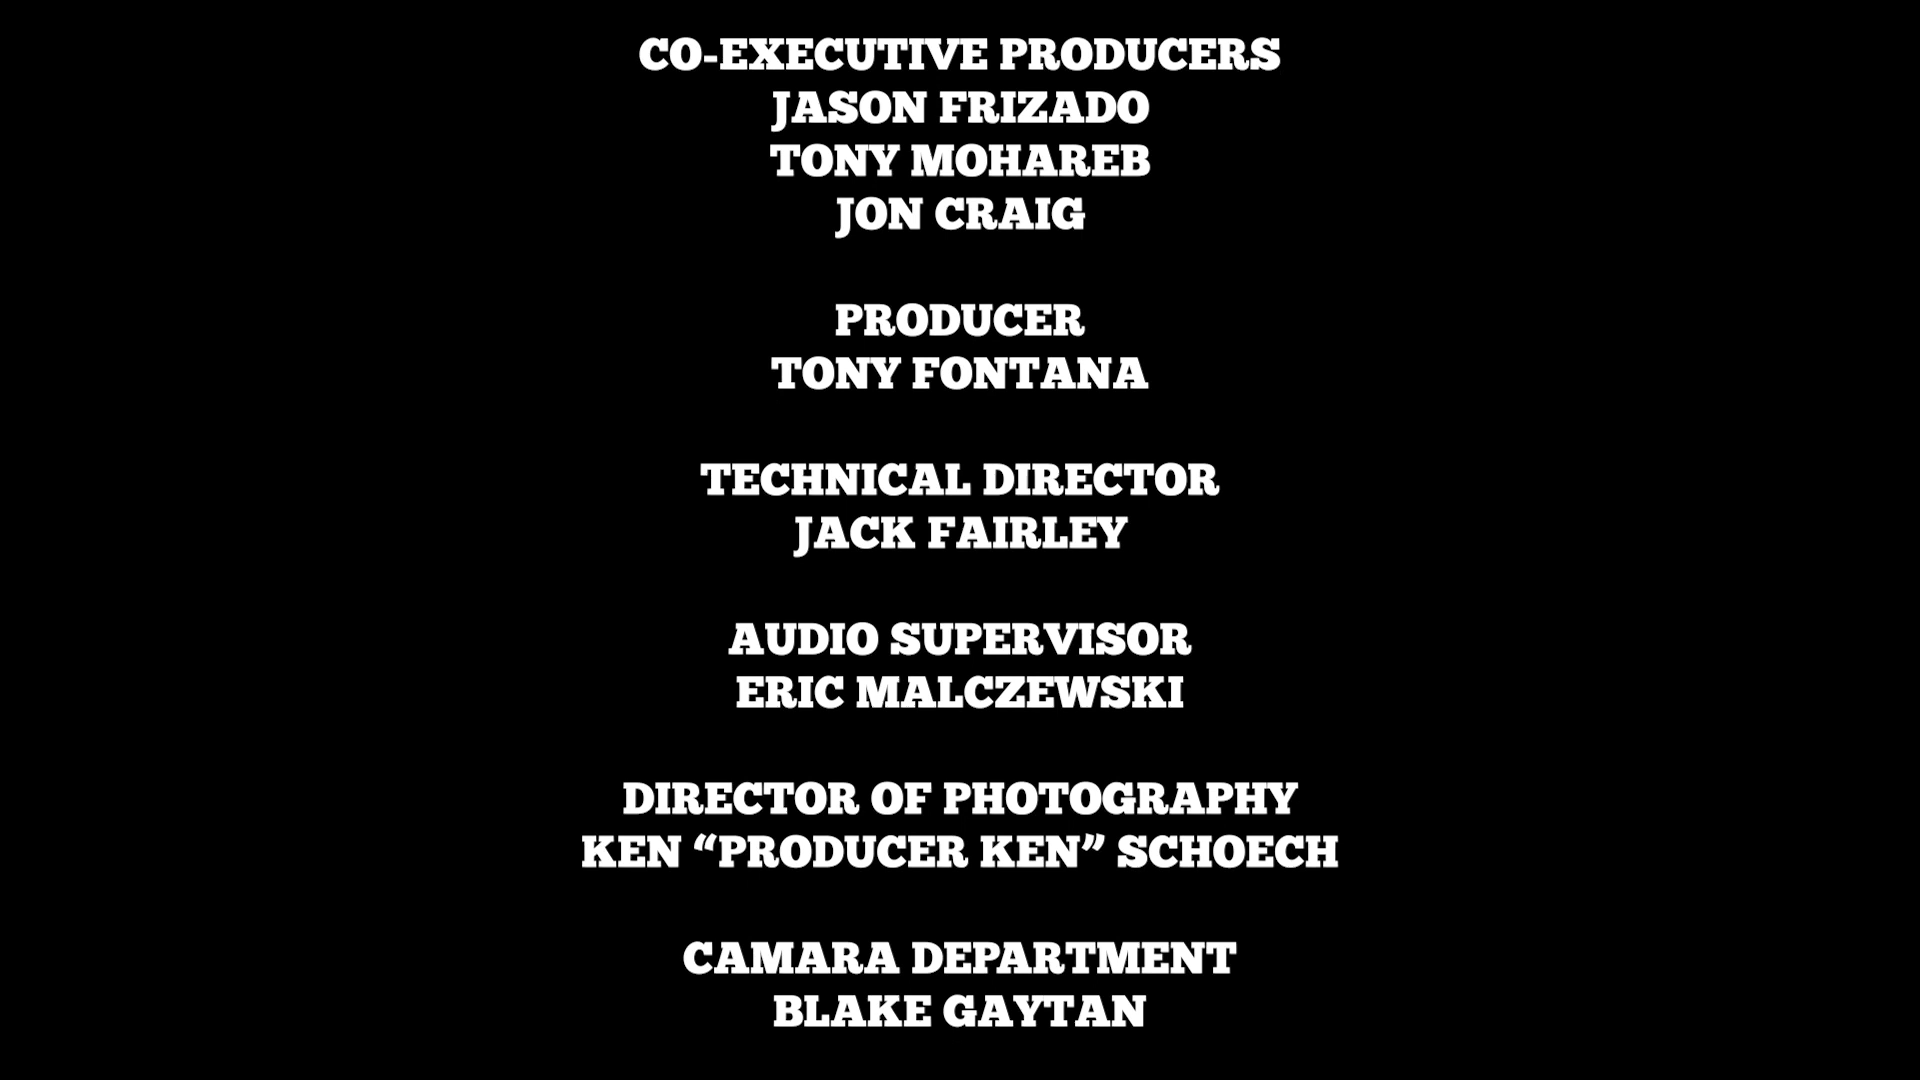 CO-EXECUTIVE PRODUCERS
JASON FRIZADO
TONY MOHAREB
JON CRAIG
PRODUCER
TONY FONTANA
TECHNICAL DIRECTOR
JACK FAIRLEY
AUDIO SUPERVISOR
ERIC MALCZEWSKI
DIRECTOR OF PHOTOGRAPHY
KEN “PRODUCER KEN” SCHOECH
CAMARA DEPARTMENT
BLAKE GAYTAN